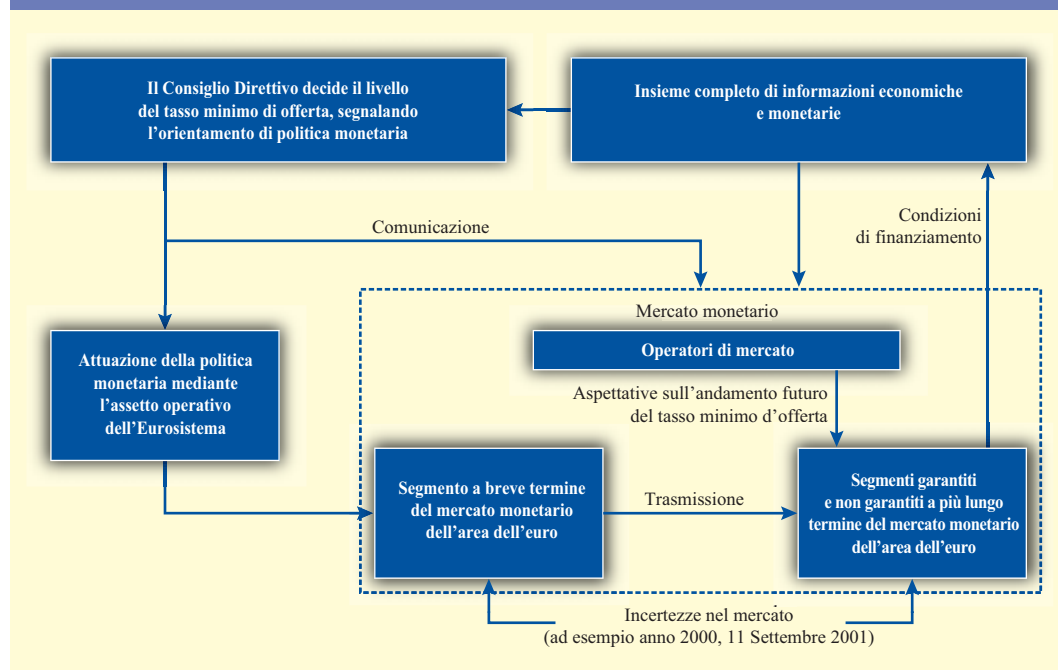 Il Consiglio Direttivo decide il livello
del tasso minimo di offerta, segnalando
l'orientamento di politica monetaria
Insieme completo di informazioni economiche
e monetarie
Comunicazione
Condizioni
di finanziamento
Mercato monetario
Operatori di mercato
Attuazione della politica
monetaria mediante
l'assetto operativo
dell'Eurosistema
Aspettative sull'andamento futuro
del tasso minimo d'offerta
Segmento a breve termine
del mercato monetario
dell'area dell'euro
Trasmissione
Segmenti garantiti
e non garantiti a più lungo
termine del mercato monetario
dell'area dell'euro
Incertezze nel mercato
(ad esempio anno 2000, 11 Settembre 2001)